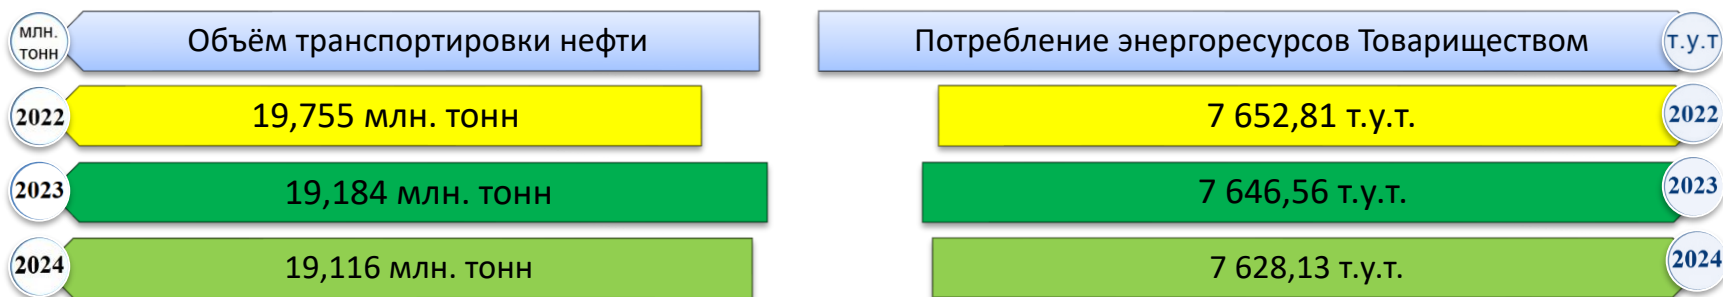 млн.
тонн
Объём транспортировки нефти
Потребление энергоресурсов Товариществом
т.у.т
2022
19,755 млн. тонн
7 652,81 т.у.т.
2022
2023
19,184 млн. тонн
7 646,56 т.у.т.
2023
2024
19,116 млн. тонн
7 628,13 т.у.т.
2024